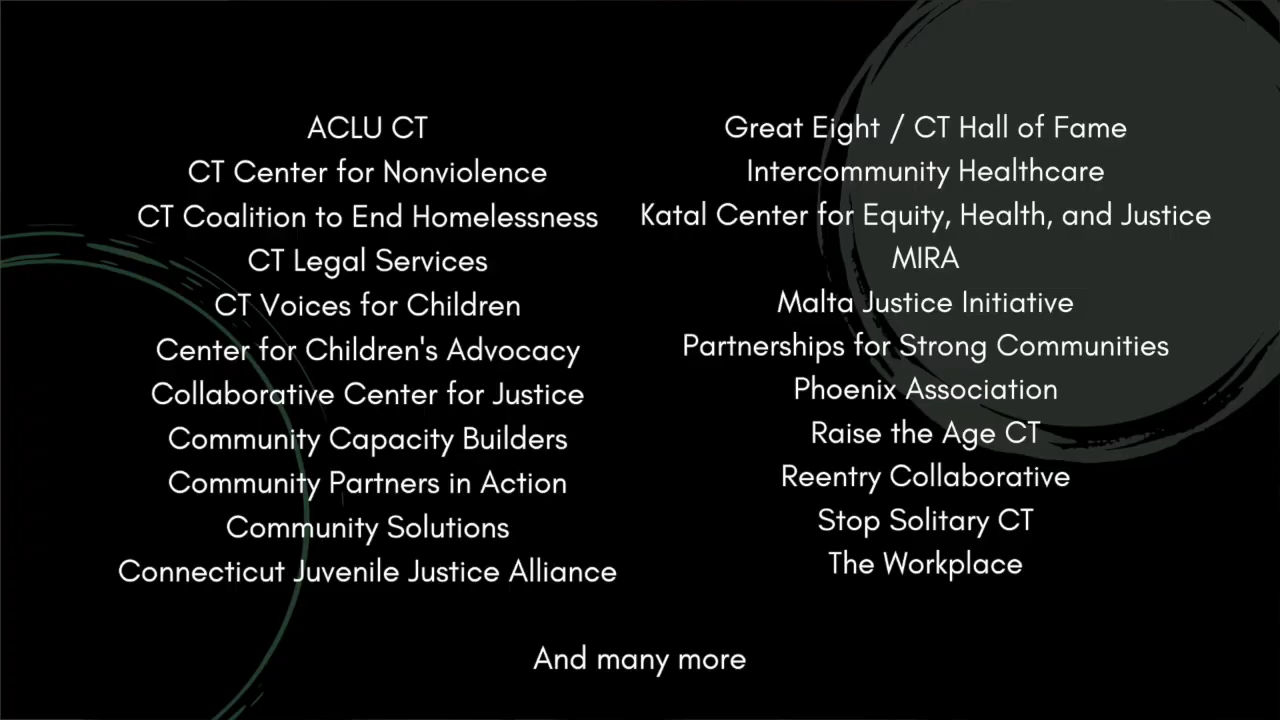 ACLU CT
CT Center for Nonviolence
CT Coalition to End Homelessness
CT Legal Services
CT Voices for Children
Center for Children's Advocacy
Collaborative Center for Justice
Community Capacity Builders
Community Partners in Action
Community Solutions
Connecticut Juvenile Justice Alliance
Great Eight / CT Hall of Fame
Intercommunity Healthcare
Katal Center for Equity, Health, and Justice
MIRA
Malta Justice Initiative
Partnerships for Strong Communities
Phoenix Association
Raise the Age CT
Reentry Collaborative
Stop Solitary CT
The Workplace
And many more